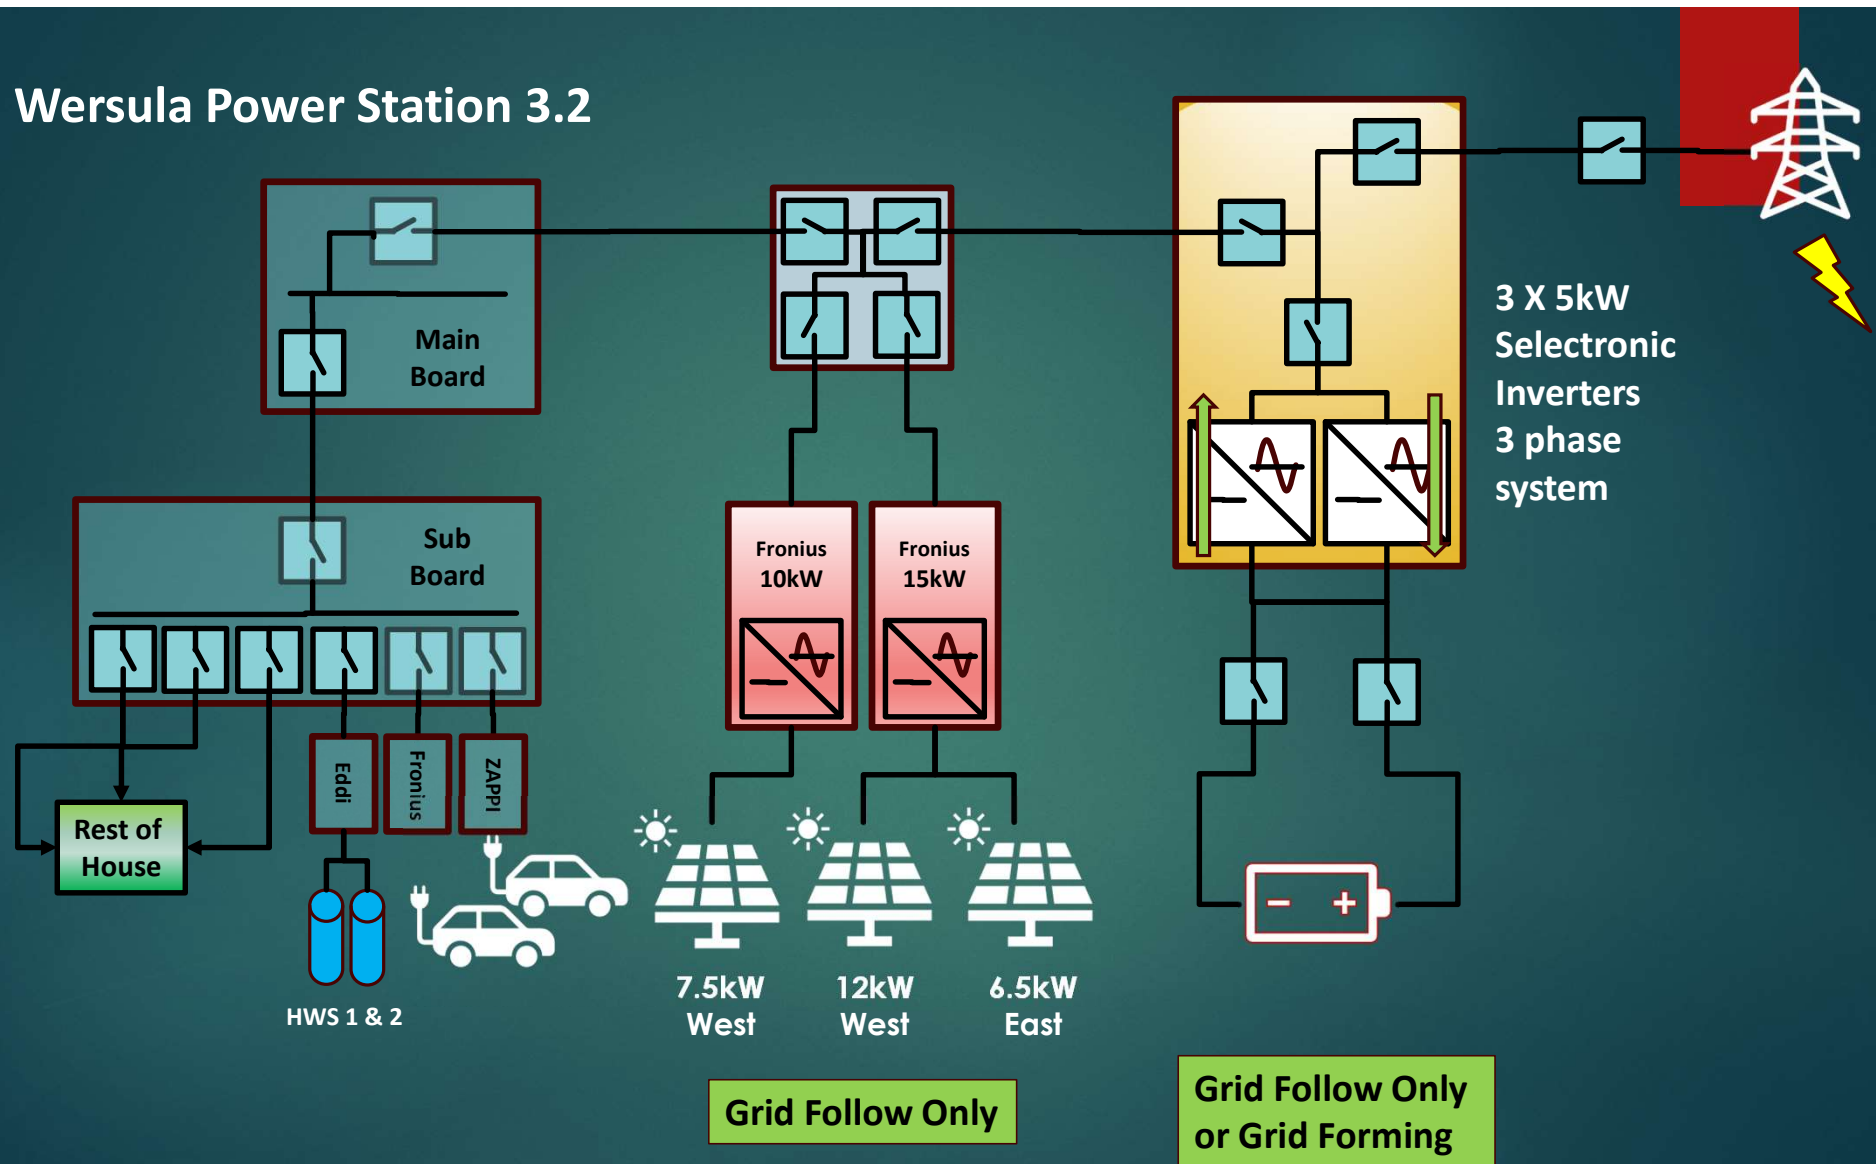 Wersula Power Station 3.2
Main
Board
3 X 5kW
Selectronic
Inverters
3 phase
system
Sub
Board
Fronius
10kW
Fronius
15kW
Eddi
Fronius
ZAPPI
Rest of
House
HWS 1 & 2
7.5kW
West
12kW
West
6.5kW
East
Grid Follow Only
Grid Follow Only
or Grid Forming